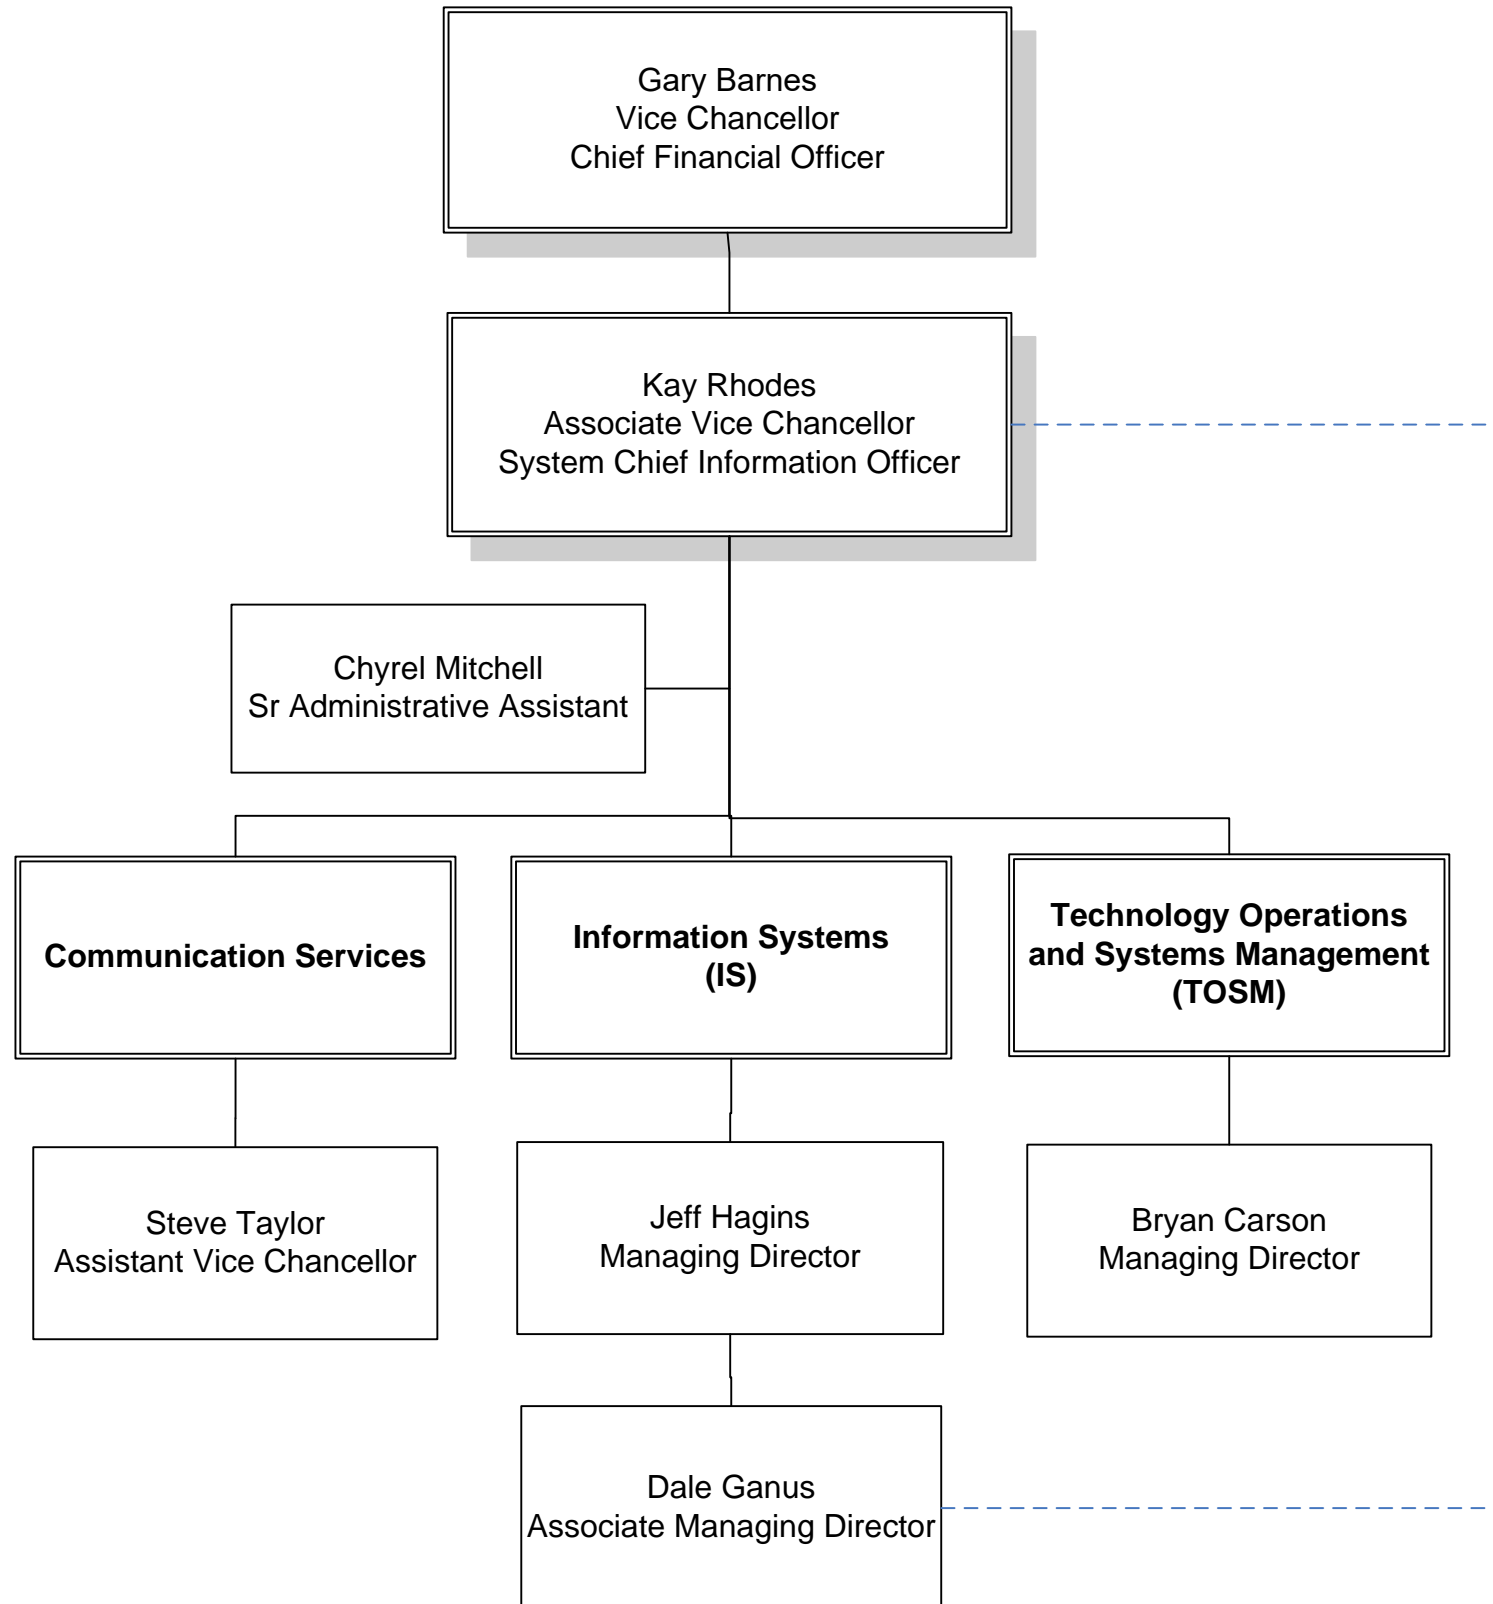 Gary Barnes
Vice Chancellor
Chief Financial Officer
Kay Rhodes
Associate Vice Chancellor
System Chief Information Officer
Chyrel Mitchell
Sr Administrative Assistant
Communication Services
Information Systems
(IS)
Technology Operations
and Systems Management
(TOSM)
Steve Taylor
Assistant Vice Chancellor
Jeff Hagins
Managing Director
Bryan Carson
Managing Director
Dale Ganus
Associate Managing Director